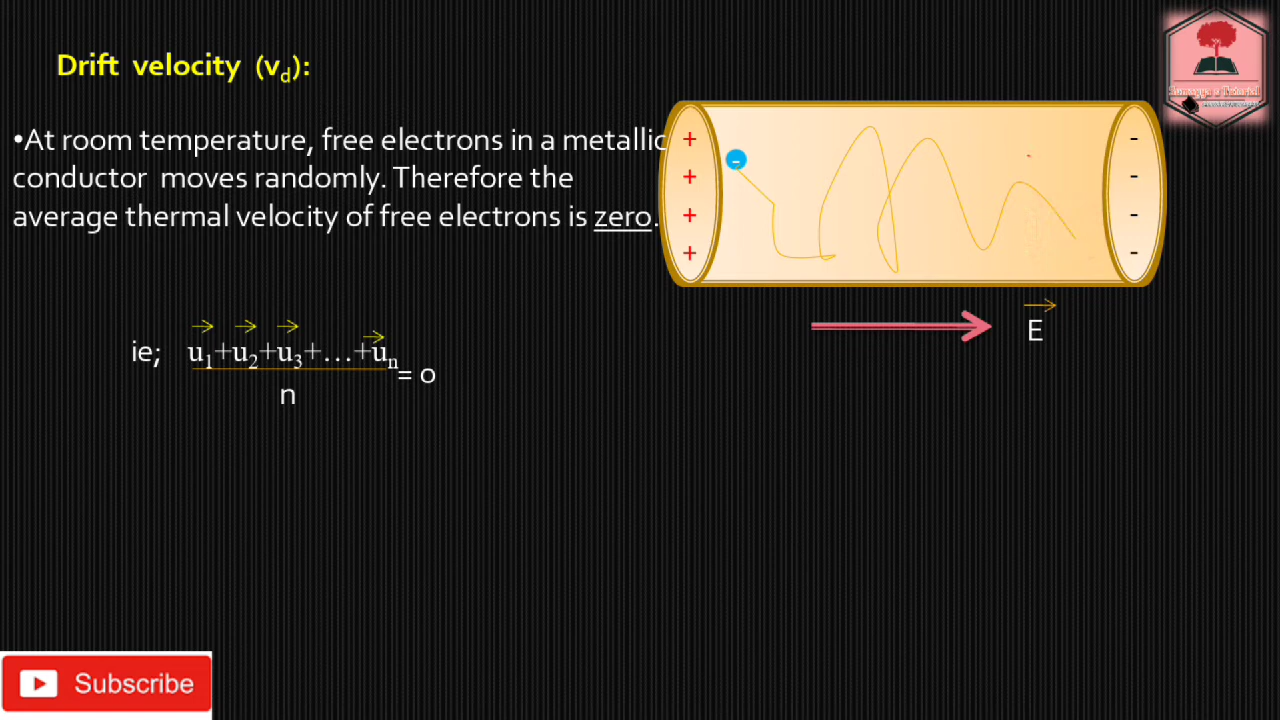 Drift velocity (vd):
•At room temperature, free electrons in a metallic
conductor moves randomly. Therefore the
average thermal velocity of free electrons is zero.
ie; u1+u2+u3+…+un
= 0
n
+ -
+ -
+ -
+ -
-
E
Subscribe